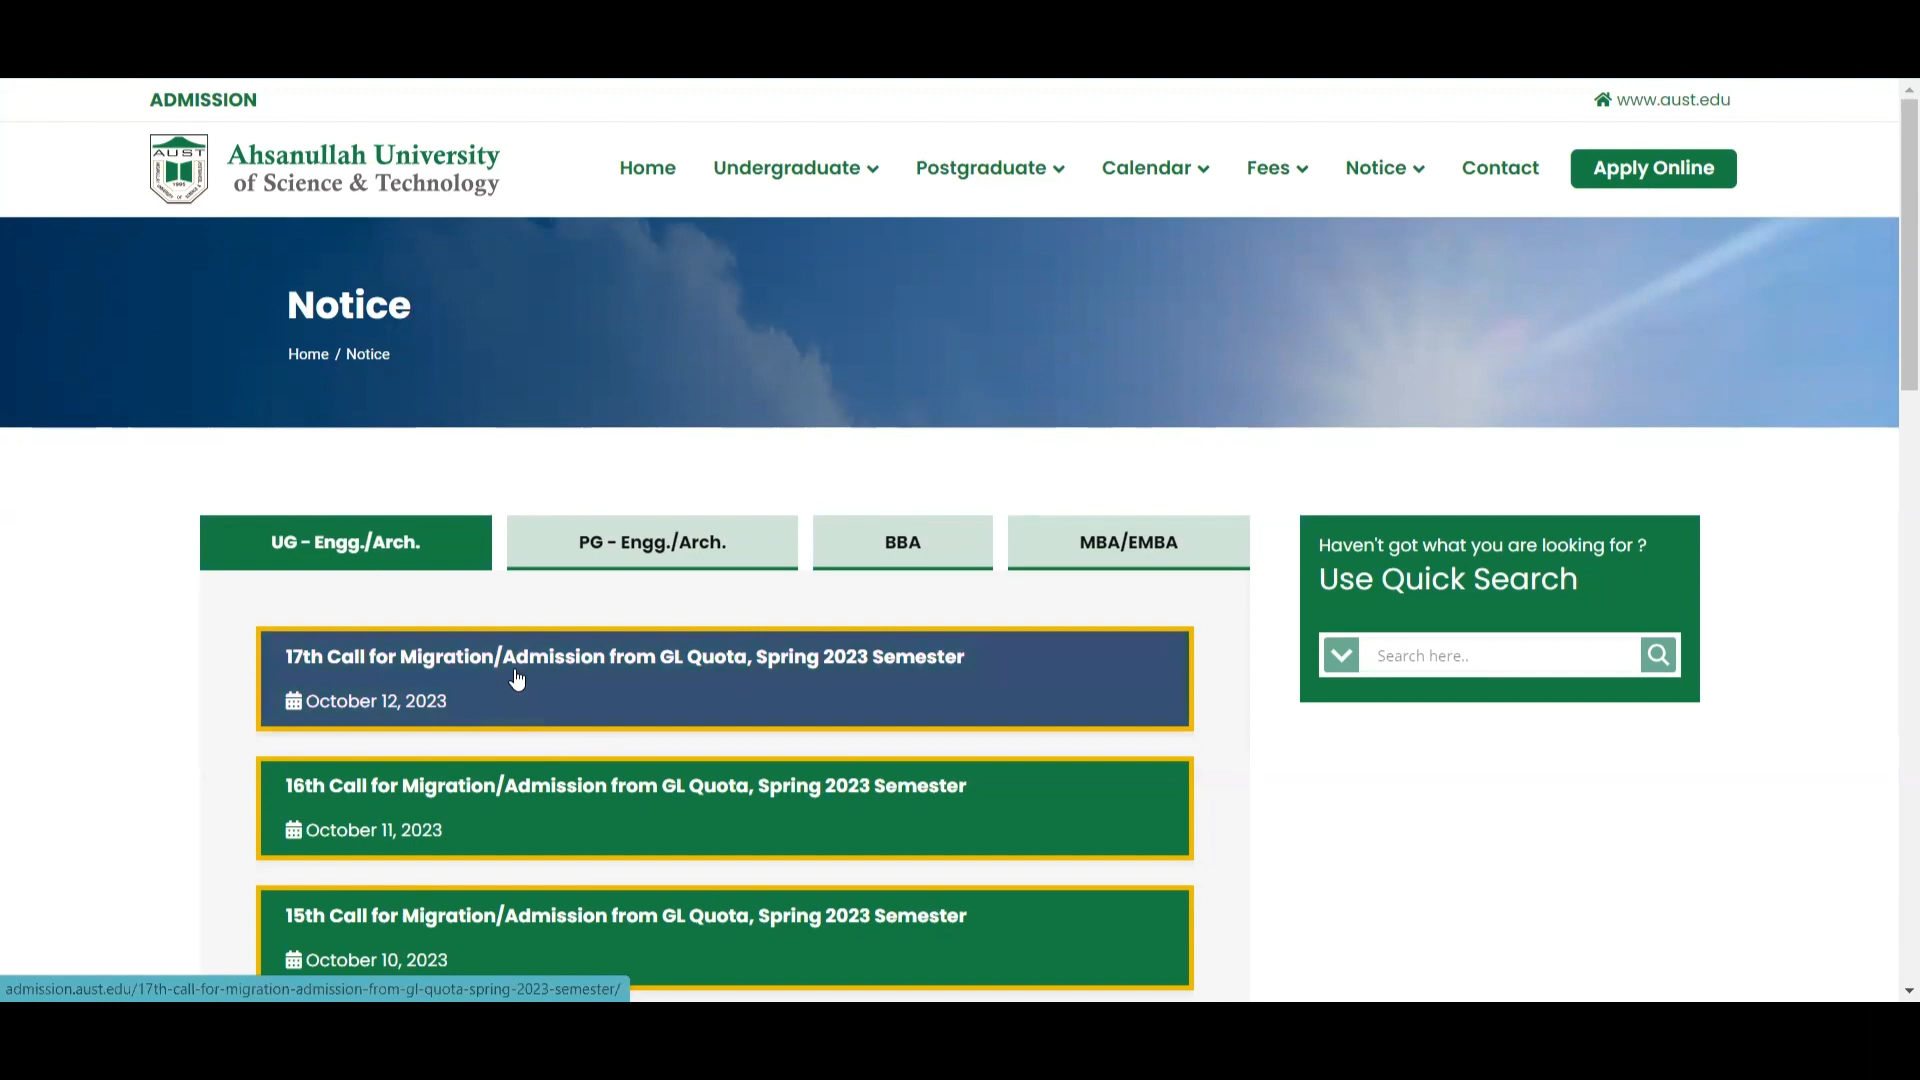 ADMISSION
www.aust.edu
AUST
Ahsanullah University
of Science & Technology
Home
Undergraduate
Postgraduate
Calendar
Fees
Notice
Contact
Apply Online
Notice
Home / Notice
UG - Engg./Arch.
PG - Engg./Arch.
BBA
MBA/EMBA
Haven't got what you are looking for ?
Use Quick Search
Search here..
17th Call for Migration/Admission from GL Quota, Spring 2023 Semester
October 12, 2023
16th Call for Migration/Admission from GL Quota, Spring 2023 Semester
October 11, 2023
15th Call for Migration/Admission from GL Quota, Spring 2023 Semester
October 10, 2023
admission.aust.edu/17th-call-for-migration-admission-from-gl-quota-spring-2023-semester/